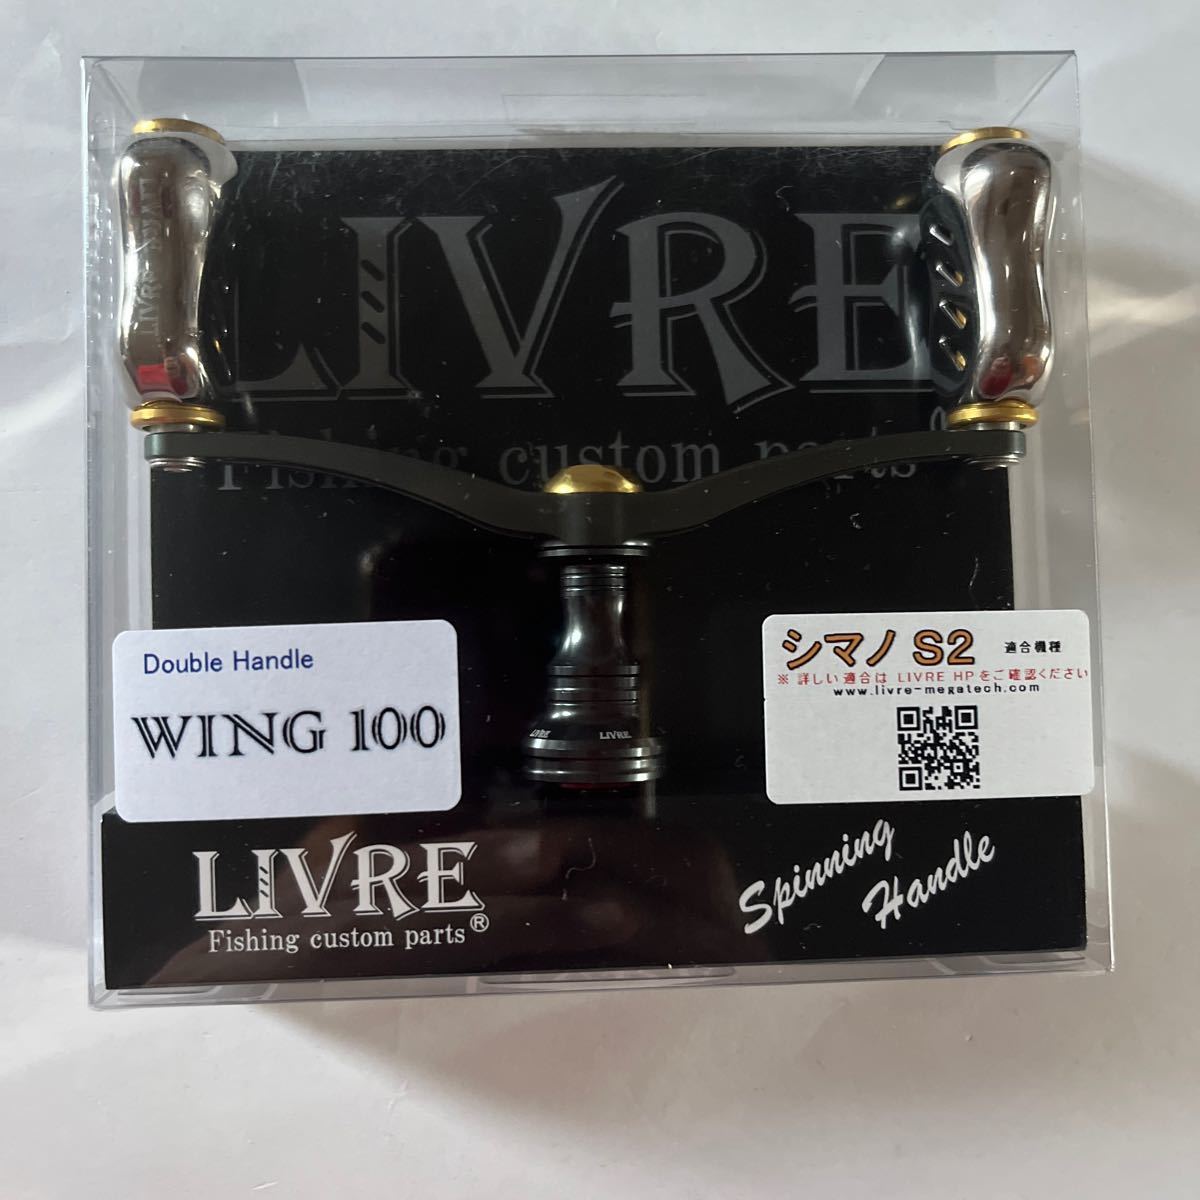 LIVRE
Fishing custom parts
LIVRE
Double Handle
WING 100
シマノ S2 適合機種
※ 詳しい適合は LIVRE HPをご確認ください
www.livre-megatech.com
LIVRE
LIVRE
LIVRE®
Fishing custom parts
Spinning
Handle